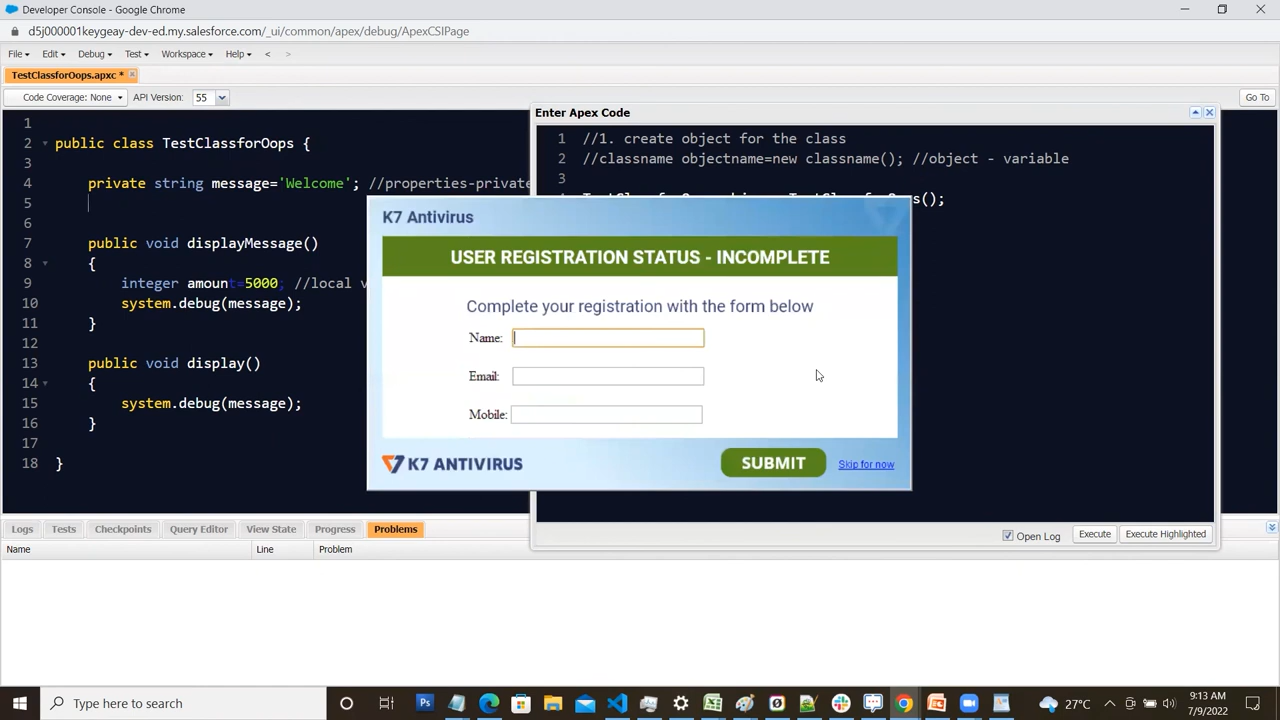 Developer Console - Google Chrome
d5j000001keygeay-dev-ed.my.salesforce.com/_ui/common/apex/debug/ApexCSIPage
File Edit Debug Test Workspace Help < >
TestClassforOops.apxc *
Code Coverage: None API Version: 55 Go To
1
2 public class TestClassforOops {
3
4 private string message='Welcome'; //properties-private
5
6
7 public void displayMessage()
8 {
9 integer amount=5000; //local
10 system.debug(message);
11 }
12
13 public void display()
14 {
15 system.debug(message);
16 }
17
18 }
Enter Apex Code
1 //1. create object for the class
2 //classname objectname=new classname(); //object - variable
3
K7 Antivirus
USER REGISTRATION STATUS - INCOMPLETE
Complete your registration with the form below
Name:
Email:
Mobile:
K7 ANTIVIRUS
SUBMIT
Skip for now
Open Log Execute Execute Highlighted
Logs Tests Checkpoints Query Editor View State Progress Problems
Name Line Problem
Type here to search
27°C
9:13 AM
7/9/2022